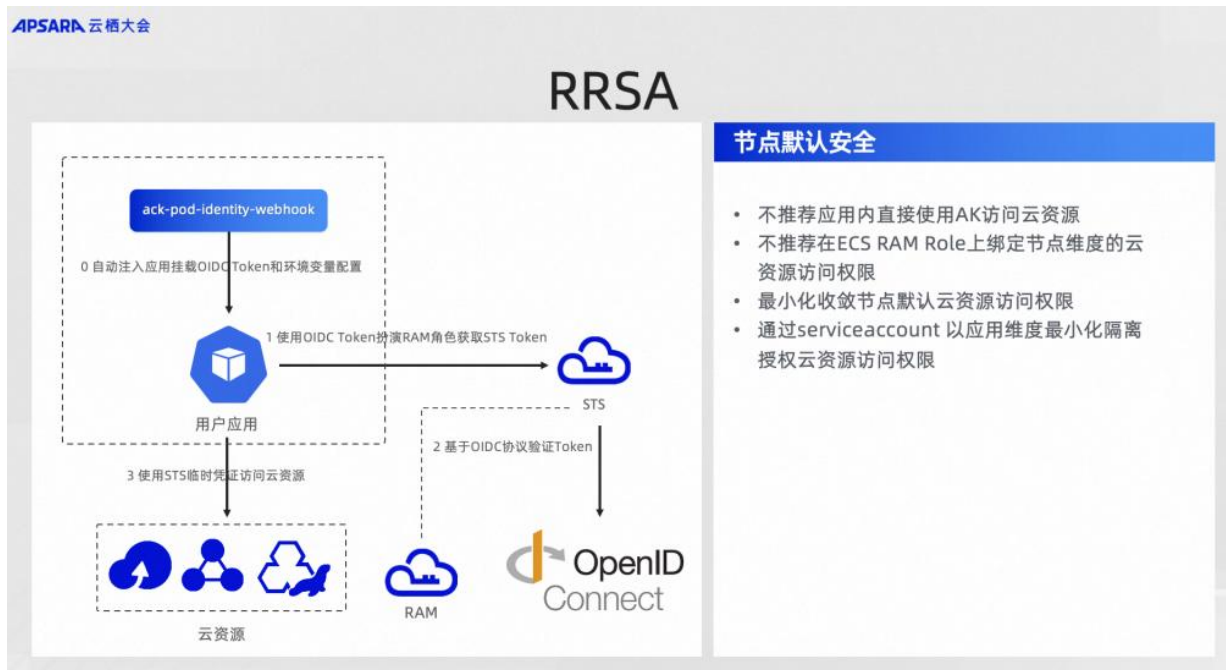 APSARA 云栖大会
RRSA
ack-pod-identity-webhook
0 自动注入应用挂载OIDC Token和环境变量配置
1 使用OIDC Token扮演RAM角色获取STS Token
用户应用
STS
2 基于OIDC协议验证Token
3 使用STS临时凭证访问云资源
OpenID
Connect
RAM
云资源
节点默认安全
• 不推荐应用内直接使用AK访问云资源
• 不推荐在ECS RAM Role上绑定节点维度的云
资源访问权限
• 最小化收敛节点默认云资源访问权限
• 通过serviceaccount 以应用维度最小化隔离
授权云资源访问权限